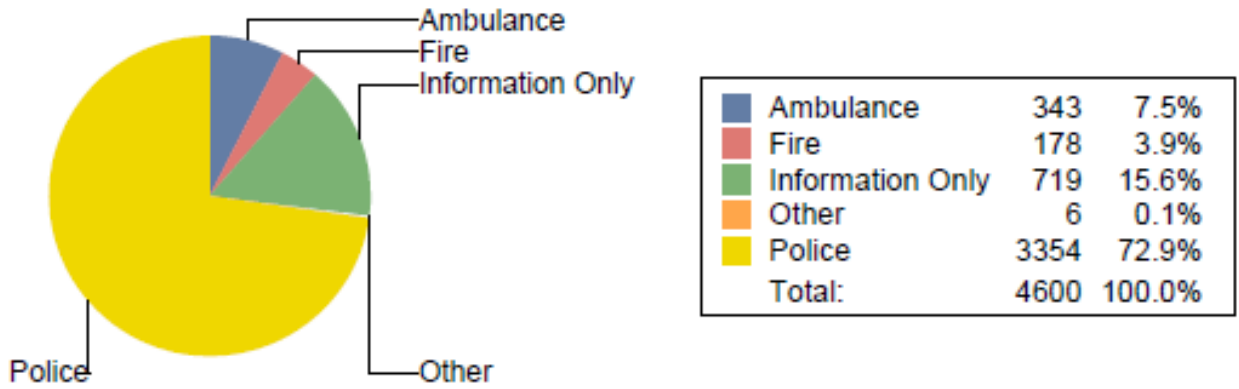 Ambulance
Fire
Information Only
Police
Other
Ambulance 343 7.5%
Fire 178 3.9%
Information Only 719 15.6%
Other 6 0.1%
Police 3354 72.9%
Total: 4600 100.0%